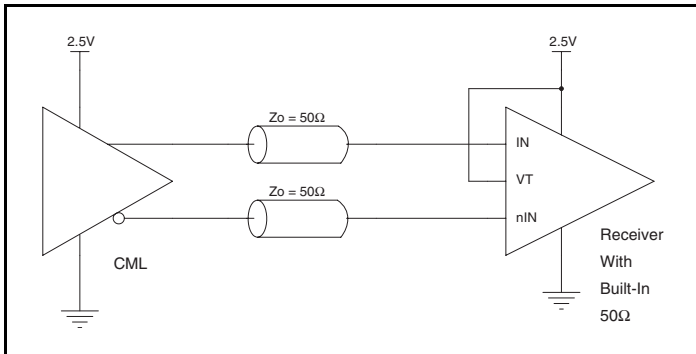 2.5V
2.5V
Zo = 50Ω
IN
VT
Zo = 50Ω
nIN
CML
Receiver
With
Built-In
50Ω